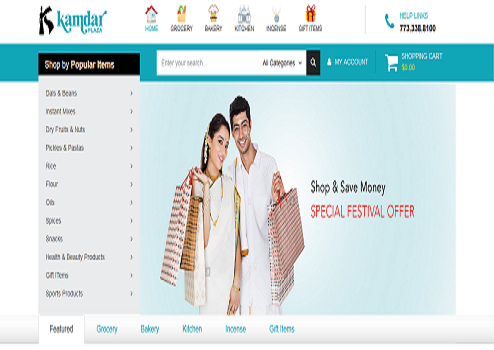 kamdar
PLAZA
HOME
GROCERY
BAKERY
KITCHEN
INCENSE
GIFT ITEMS
HELP LINKS
773.338.8100
Shop by Popular Items
Enter your search...
All Categories
MY ACCOUNT
SHOPPING CART
$0.00
Dals & Beans
Instant Mixes
Dry Fruits & Nuts
Pickles & Pastas
Rice
Flour
Oils
Spices
Snacks
Health & Beauty Products
Gift Items
Sports Products
Shop & Save Money
SPECIAL FESTIVAL OFFER
Featured
Grocery
Bakery
Kitchen
Incense
Gift Items